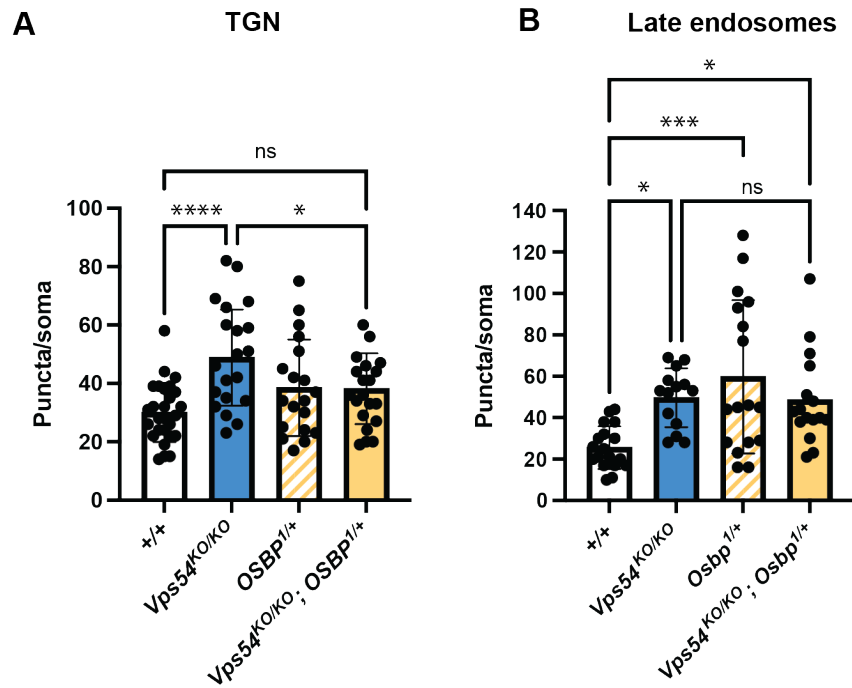 A
TGN
ns
****
*
100
80
60
40
20
0
Puncta/soma
+/+
Vps54KO/KO
OSBP1/+
Vps54KO/KO; OSBP1/+
B
Late endosomes
*
***
*
ns
140
120
100
80
60
40
20
0
Puncta/soma
+/+
Vps54KO/KO
Osbp1/+
Vps54KO/KO; Osbp1/+